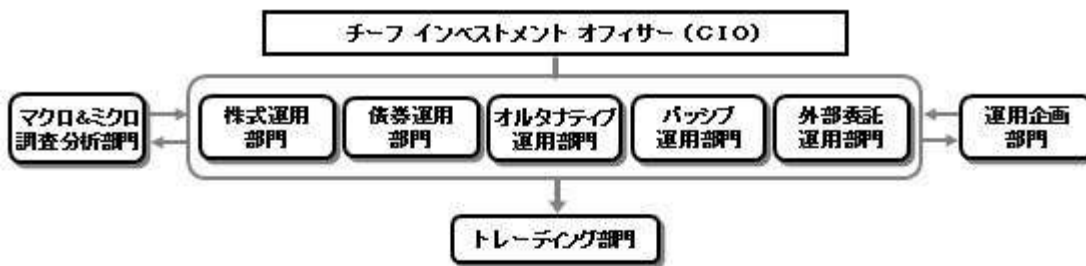 チーフ インベストメント オフィサー (CIO)
マクロ&ミクロ
調査分析部門
株式運用
部門
債券運用
部門
オルタナティブ
運用部門
パッシブ
運用部門
外部委託
運用部門
運用企画
部門
トレーディング部門